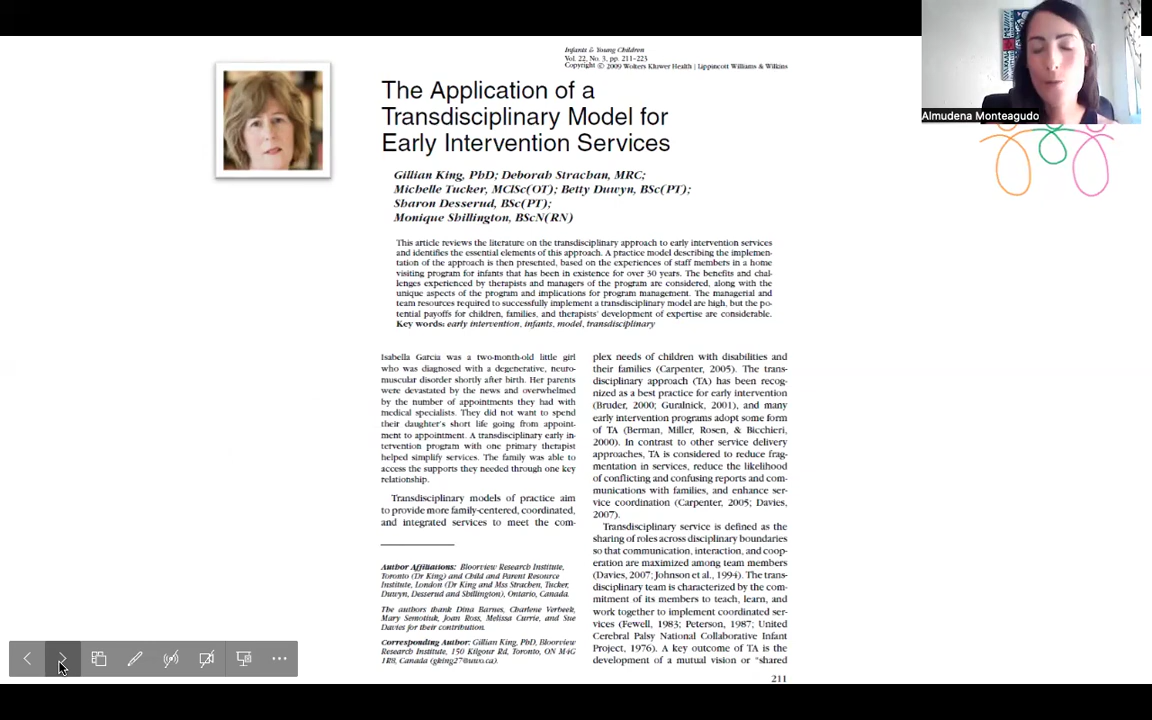 Almudena Monteagudo
Infants & Young Children
Vol. 22, No. 3, pp. 211–223
Copyright © 2009 Wolters Kluwer Health | Lippincott Williams & Wilkins
The Application of a
Transdisciplinary Model for
Early Intervention Services
Gillian King, PhD; Deborah Strachan, MRC;
Michelle Tucker, MClSc(OT); Betty Duwyn, BSc(PT);
Sharon Desserud, BSc(PT);
Monique Shillington, BScN(RN)
This article reviews the literature on the transdisciplinary approach to early intervention services
and identifies the essential elements of this approach. A practice model describing the implemen-
tation of the approach is then presented, based on the experiences of staff members in a home
visiting program for infants that has been in existence for over 30 years. The benefits and chal-
lenges experienced by therapists and managers of the program are considered, along with the
unique aspects of the program and implications for program management. The managerial and
team resources required to successfully implement a transdisciplinary model are high, but the po-
tential payoffs for children, families, and therapists' development of expertise are considerable.
Key words: early intervention, infants, model, transdisciplinary
Isabella Garcia was a two-month-old little girl
who was diagnosed with a degenerative, neuro-
muscular disorder shortly after birth. Her parents
were devastated by the news and overwhelmed
by the number of appointments they had with
medical specialists. They did not want to spend
their daughter's short life going from appoint-
ment to appointment. A transdisciplinary early in-
tervention program with one primary therapist
helped simplify services. The family was able to
access the supports they needed through one key
relationship.
Transdisciplinary models of practice aim
to provide more family-centered, coordinated,
and integrated services to meet the com-
Author Affiliations: Bloorview Research Institute,
Toronto (Dr King) and Child and Parent Resource
Institute, London (Dr King and Mss Strachan, Tucker,
Duwyn, Desserud and Shillington), Ontario, Canada.
The authors thank Dina Barnes, Charlene Verbeek,
Mary Semotiuk, Joan Ross, Melissa Currie, and Sue
Davies for their contribution.
Corresponding Author: Gillian King, PhD, Bloorview
Research Institute, 150 Kilgour Rd, Toronto, ON M4G
1R8, Canada (gking27@uwo.ca).
plex needs of children with disabilities and
their families (Carpenter, 2005). The trans-
disciplinary approach (TA) has been recog-
nized as a best practice for early intervention
(Bruder, 2000; Guralnick, 2001), and many
early intervention programs adopt some form
of TA (Berman, Miller, Rosen, & Bicchieri,
2000). In contrast to other service delivery
approaches, TA is considered to reduce frag-
mentation in services, reduce the likelihood
of conflicting and confusing reports and com-
munications with families, and enhance ser-
vice coordination (Carpenter, 2005; Davies,
2007).
Transdisciplinary service is defined as the
sharing of roles across disciplinary boundaries
so that communication, interaction, and coop-
eration are maximized among team members
(Davies, 2007; Johnson et al., 1994). The trans-
disciplinary team is characterized by the com-
mitment of its members to teach, learn, and
work together to implement coordinated ser-
vices (Fewell, 1983; Peterson, 1987; United
Cerebral Palsy National Collaborative Infant
Project, 1976). A key outcome of TA is the
development of a mutual vision or "shared
211